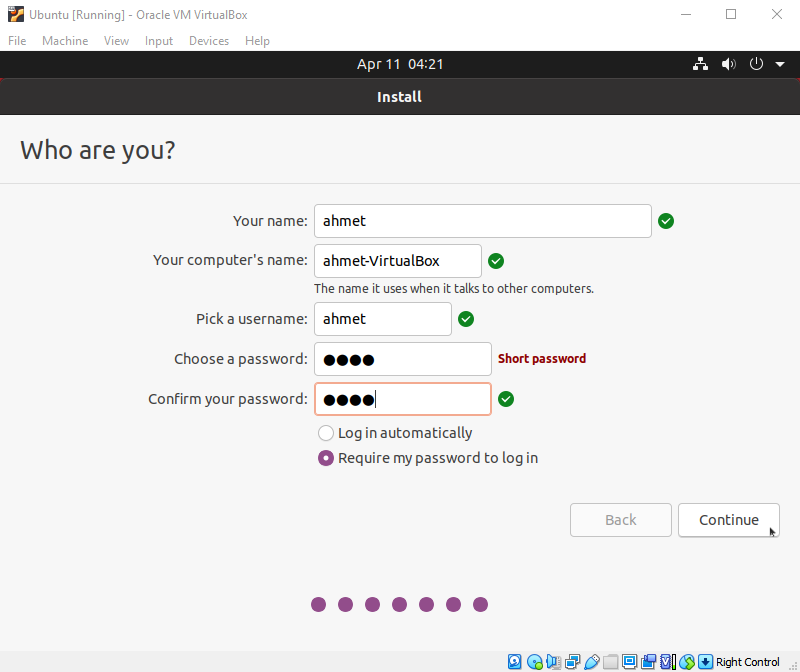 Ubuntu [Running] - Oracle VM VirtualBox
File Machine View Input Devices Help
Apr 11 04:21
Install
Who are you?
Your name: ahmet
Your computer's name: ahmet-VirtualBox
The name it uses when it talks to other computers.
Pick a username: ahmet
Choose a password: ●●●● Short password
Confirm your password: ●●●●
Log in automatically
Require my password to log in
Back Continue
Right Control